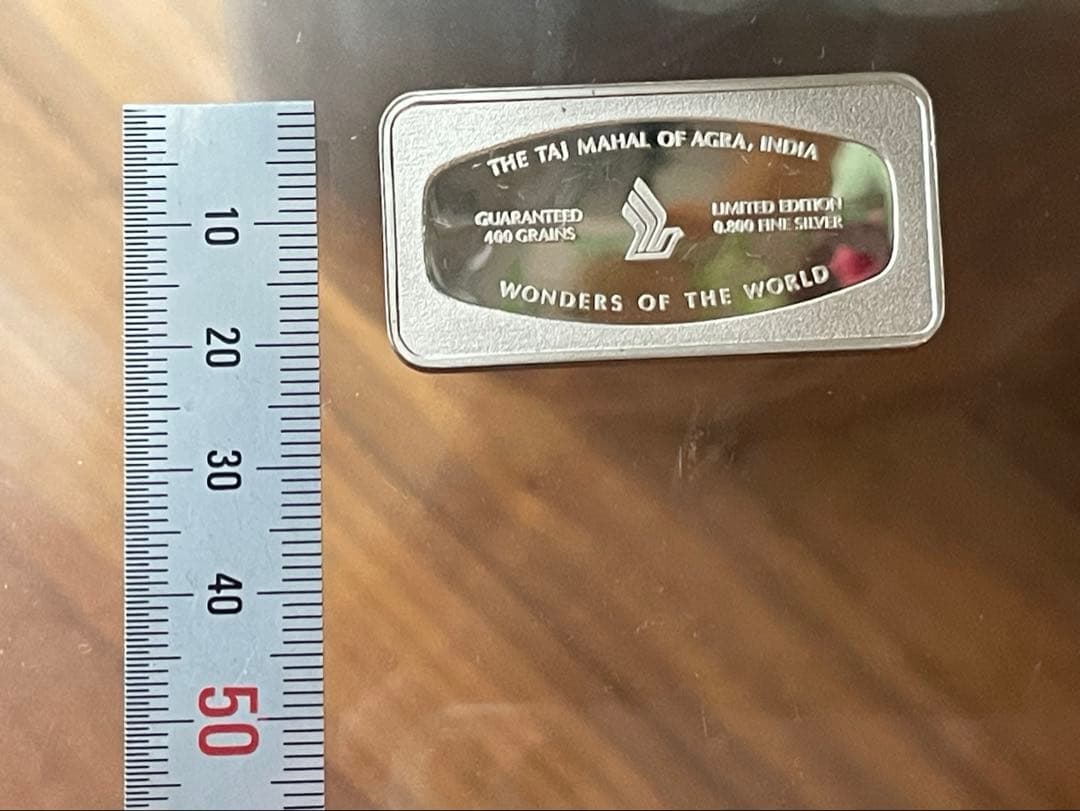 THE TAJ MAHAL OF AGRA, INDIA
GUARANTEED
400 GRAINS
LIMITED EDITION
0.800 FINE SILVER
WONDERS OF THE WORLD
10
20
30
40
50